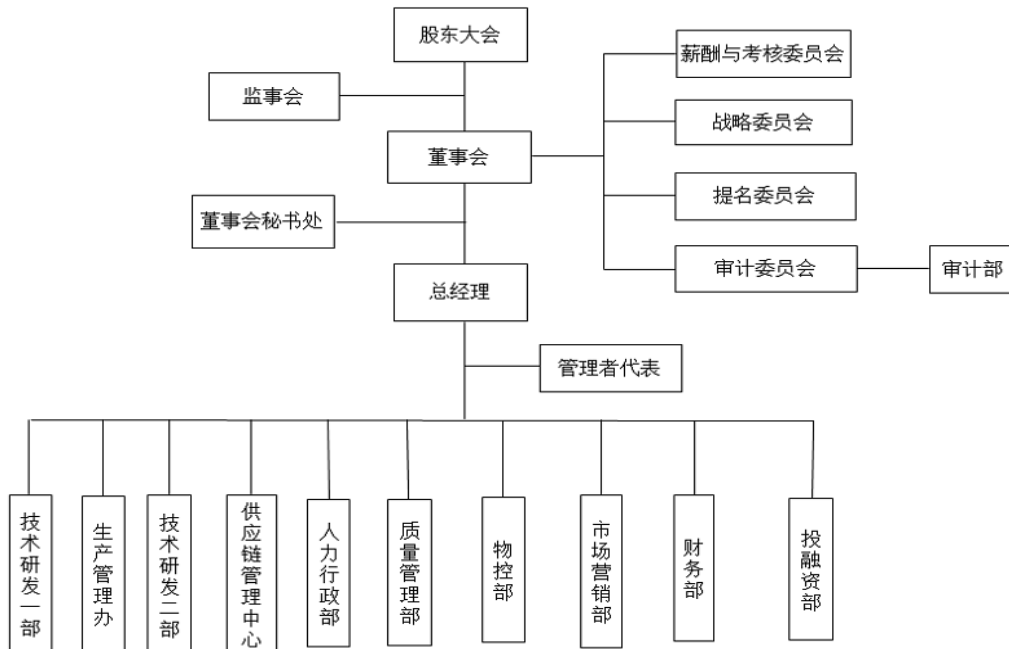 股东大会
薪酬与考核委员会
监事会
战略委员会
董事会
提名委员会
董事会秘书处
审计委员会
审计部
总经理
管理者代表
技术研发一部
生产管理办
技术研发二部
供应链管理中心
人力行政部
质量管理部
物控部
市场营销部
财务部
投融资部